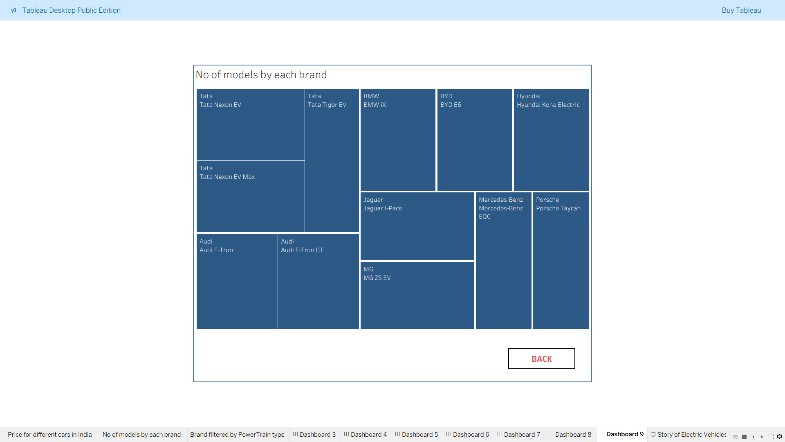 Tableau Desktop Public Edition
Buy Tableau
No of models by each brand
Tata
Tata Nexon EV
Tata
Tata Tigor EV
BMW
BMW iX
BYD
BYD E6
Hyundai
Hyundai Kona Electric
Tata
Tata Nexon EV Max
Jaguar
Jaguar I-Pace
Mercedes-Benz
Mercedes-Benz
EQC
Porsche
Porsche Taycan
Audi
Audi E-Tron
Audi
Audi E-Tron GT
MG
MG ZS EV
BACK
Price for different cars in India
No of models by each brand
Brand filtered by PowerTrain type
Dashboard 3
Dashboard 4
Dashboard 5
Dashboard 6
Dashboard 7
Dashboard 8
Dashboard 9
Story of Electric Vehicles